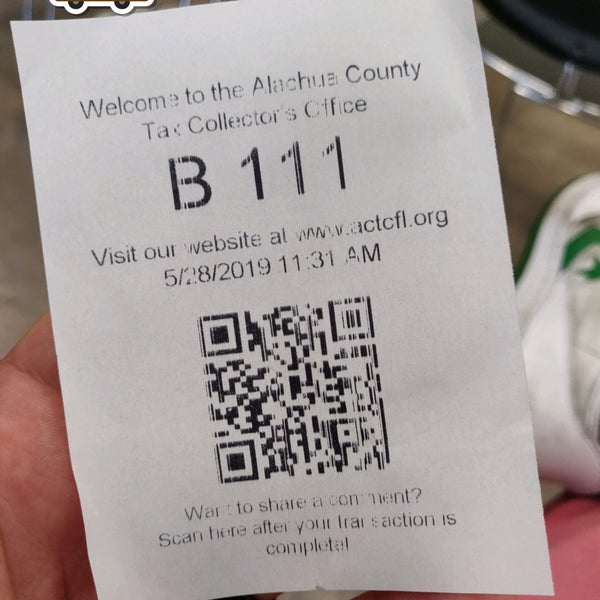 Welcome to the Alachua County
Tax Collector's Office
B 111
Visit our website at www.actcfl.org
5/28/2019 11:31 AM
Want to share a comment?
Scan here after your transaction is
complete!